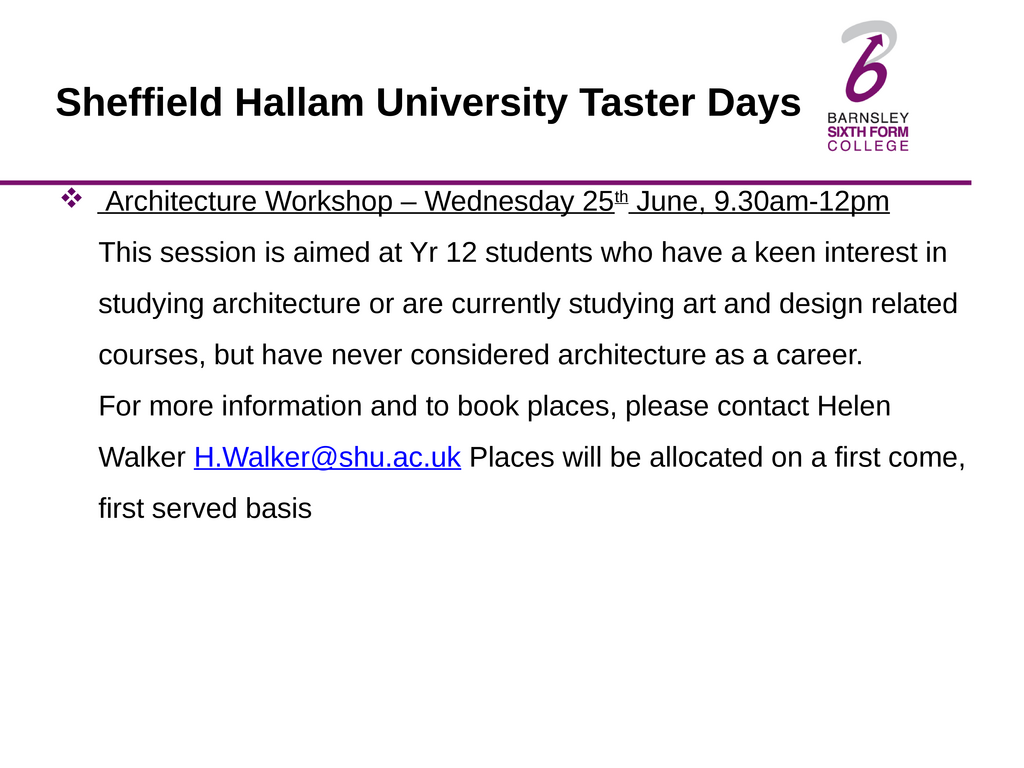 Sheffield Hallam University Taster Days
BARNSLEY
SIXTH FORM
COLLEGE
❖ Architecture Workshop – Wednesday 25th June, 9.30am-12pm
This session is aimed at Yr 12 students who have a keen interest in
studying architecture or are currently studying art and design related
courses, but have never considered architecture as a career.
For more information and to book places, please contact Helen
Walker H.Walker@shu.ac.uk Places will be allocated on a first come,
first served basis